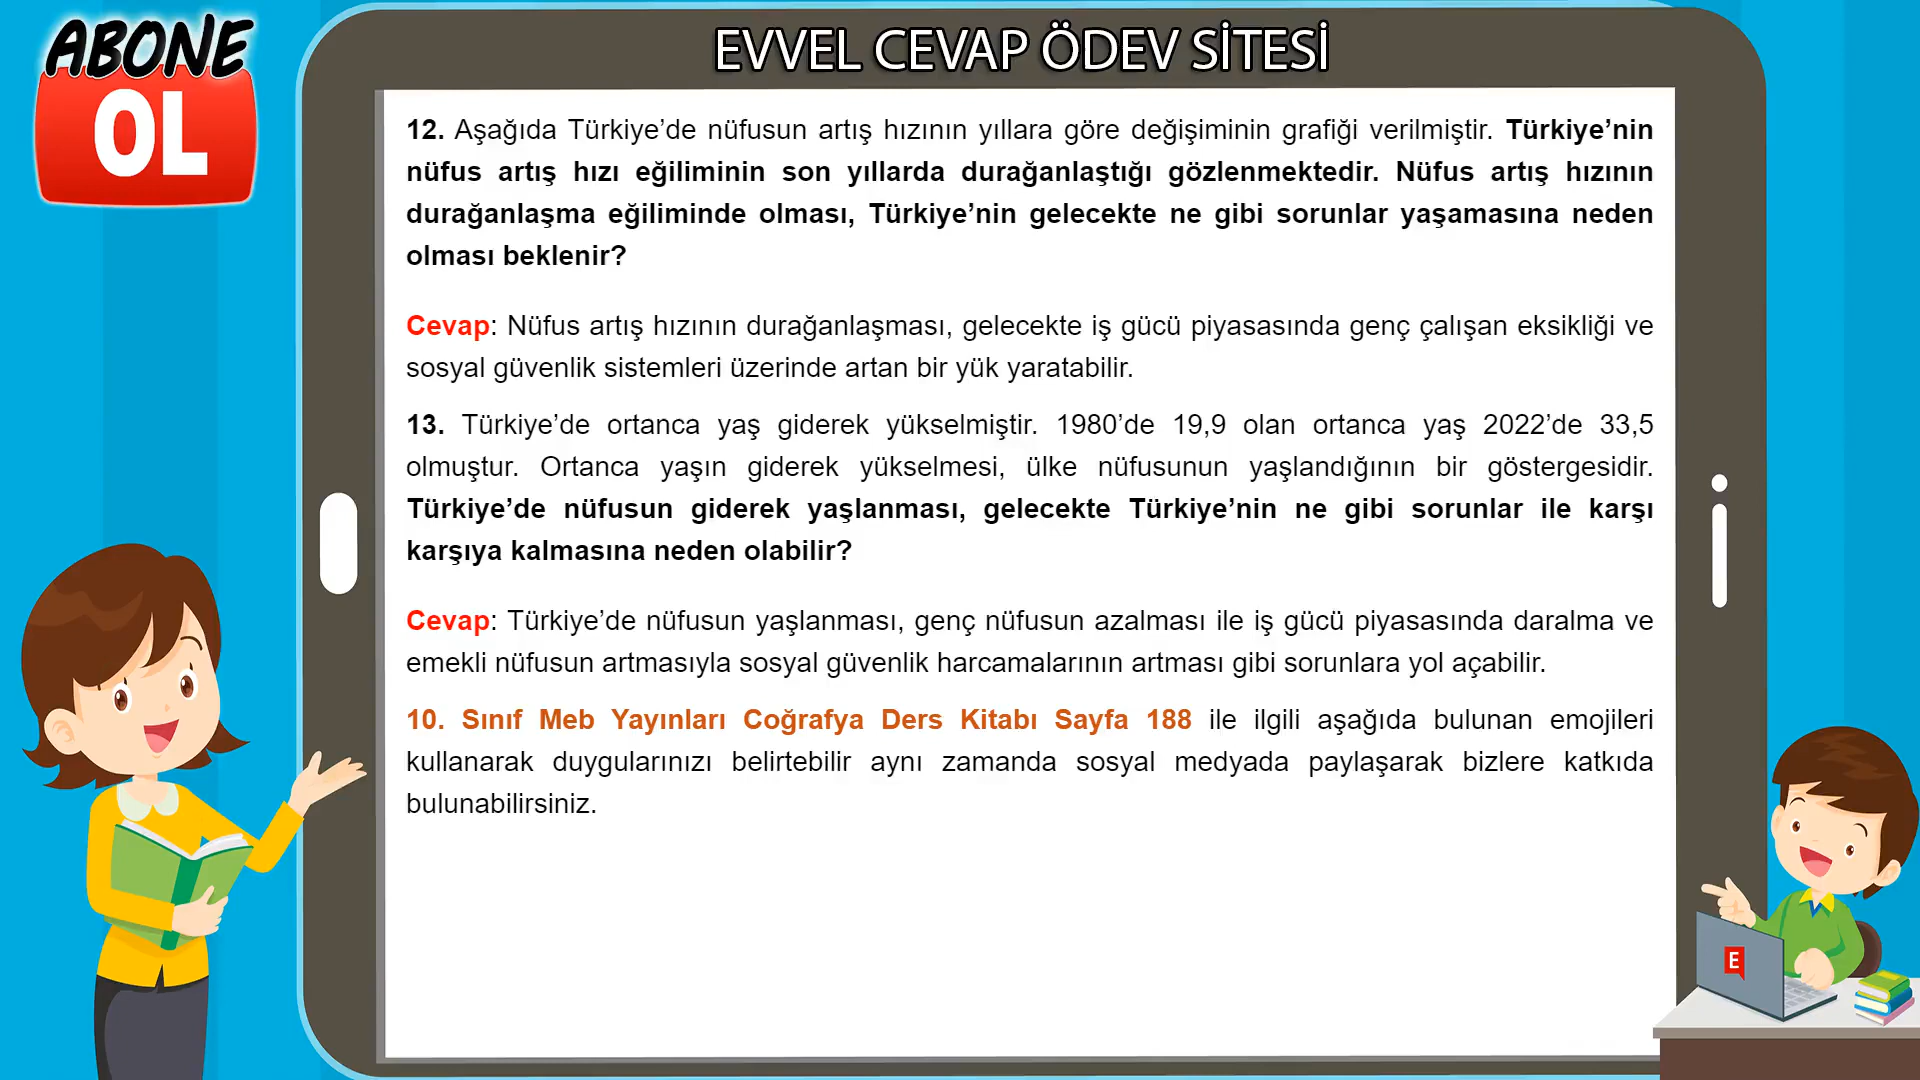 ABONE
OL
EVVEL CEVAP ÖDEV SİTESİ
12. Aşağıda Türkiye’de nüfusun artış hızının yıllara göre değişiminin grafiği verilmiştir. Türkiye’nin
nüfus artış hızı eğiliminin son yıllarda durağanlaştığı gözlenmektedir. Nüfus artış hızının
durağanlaşma eğiliminde olması, Türkiye’nin gelecekte ne gibi sorunlar yaşamasına neden
olması beklenir?
Cevap: Nüfus artış hızının durağanlaşması, gelecekte iş gücü piyasasında genç çalışan eksikliği ve
sosyal güvenlik sistemleri üzerinde artan bir yük yaratabilir.
13. Türkiye’de ortanca yaş giderek yükselmiştir. 1980’de 19,9 olan ortanca yaş 2022’de 33,5
olmuştur. Ortanca yaşın giderek yükselmesi, ülke nüfusunun yaşlandığının bir göstergesidir.
Türkiye’de nüfusun giderek yaşlanması, gelecekte Türkiye’nin ne gibi sorunlar ile karşı
karşıya kalmasına neden olabilir?
Cevap: Türkiye’de nüfusun yaşlanması, genç nüfusun azalması ile iş gücü piyasasında daralma ve
emekli nüfusun artmasıyla sosyal güvenlik harcamalarının artması gibi sorunlara yol açabilir.
10. Sınıf Meb Yayınları Coğrafya Ders Kitabı Sayfa 188 ile ilgili aşağıda bulunan emojileri
kullanarak duygularınızı belirtebilir aynı zamanda sosyal medyada paylaşarak bizlere katkıda
bulunabilirsiniz.
E